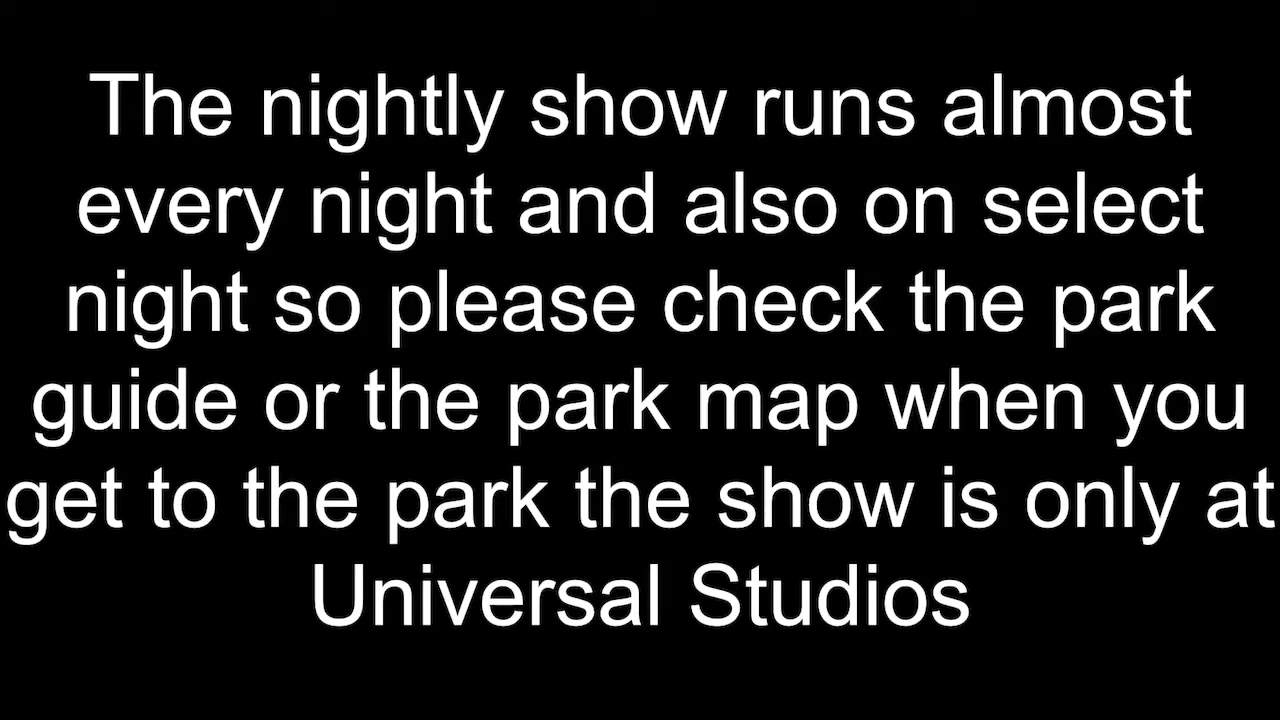 The nightly show runs almost
every night and also on select
night so please check the park
guide or the park map when you
get to the park the show is only at
Universal Studios